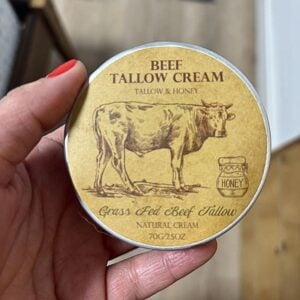 BEEF
TALLOW CREAM
TALLOW & HONEY
HONEY
Grass Fed Beef Tallow
NATURAL CREAM
70G/2.5OZ